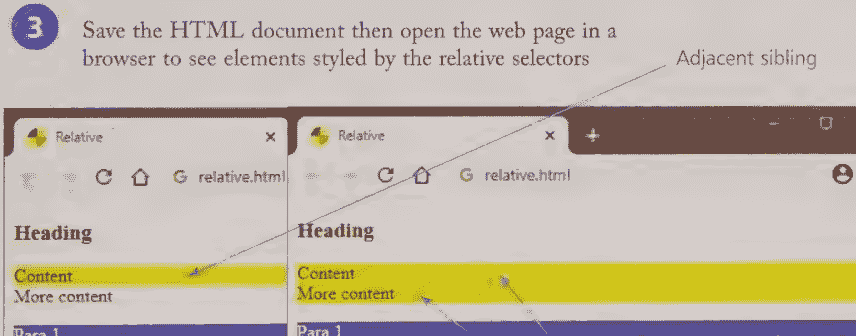 3
Save the HTML document then open the web page in a
browser to see elements styled by the relative selectors
Adjacent sibling
Relative
Relative
G relative.html
G relative.html
Heading
Content
More content
Para 1
Heading
Content
More content
Para 1